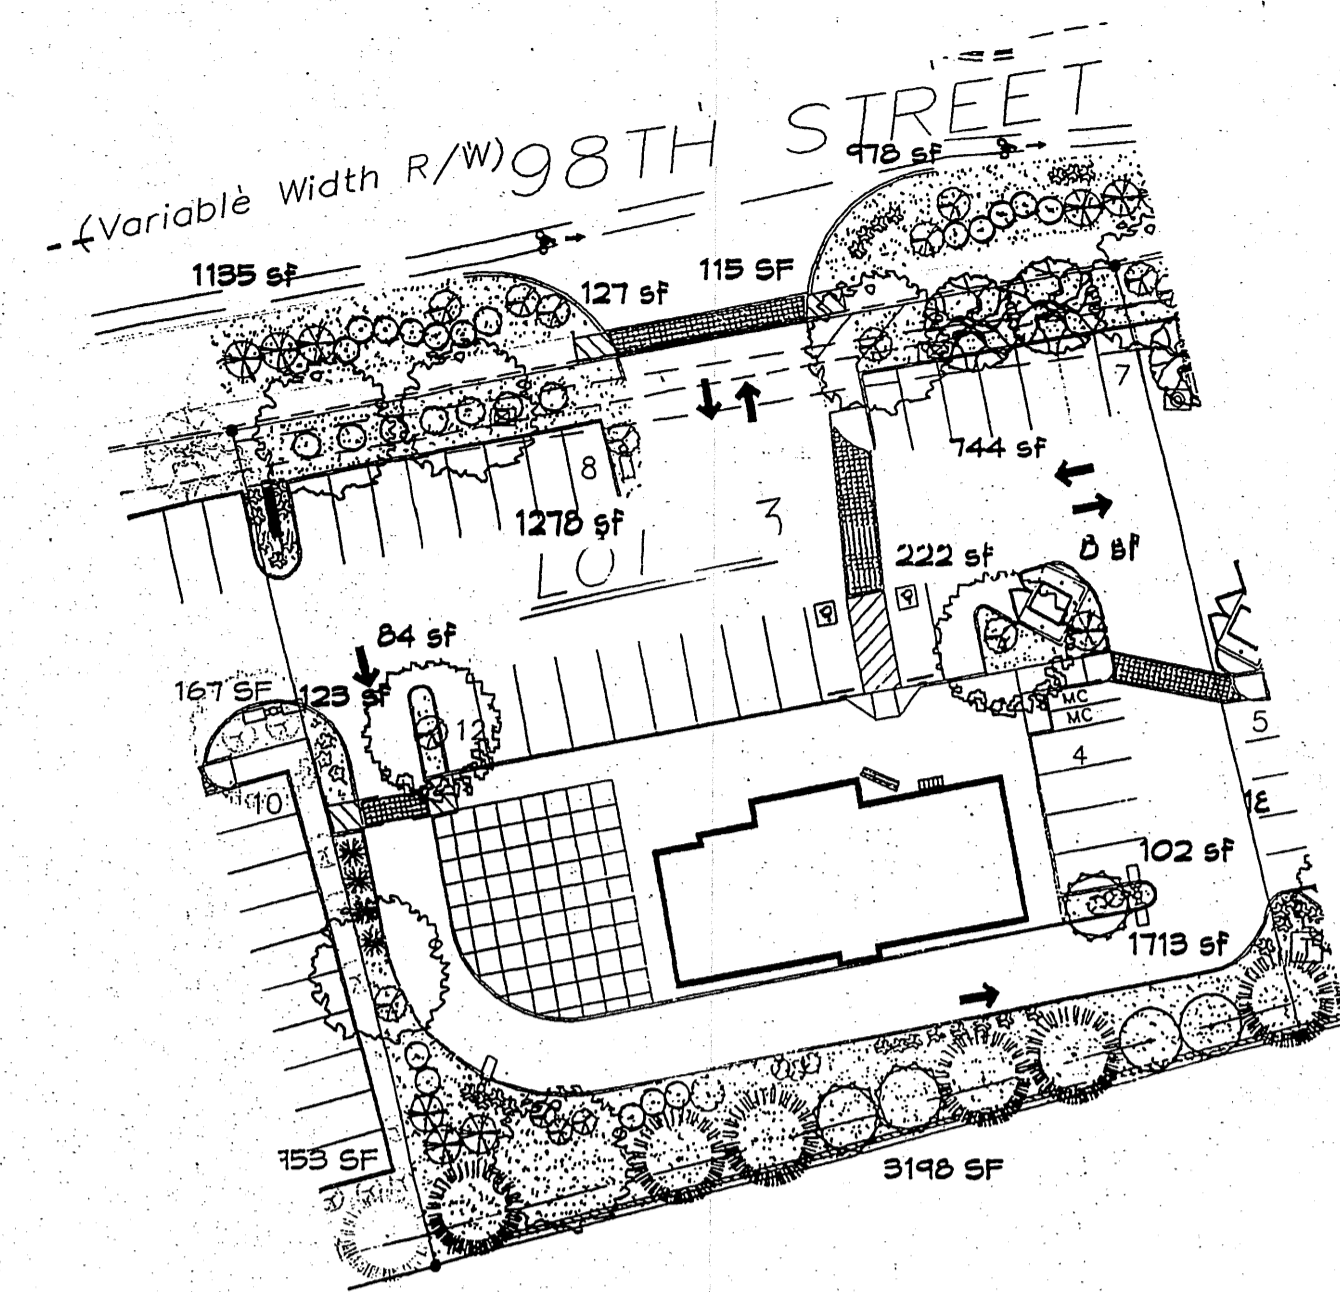 98TH STREET
(Variable Width R/W)
978 sf
1135 sf
127 sf
115 SF
7
744 sf
8
1278 sf
LOT 3
222 sf
84 sf
167 SF
123 sf
12
MC
MC
5
4
10
102 sf
1713 sf
753 SF
3198 SF